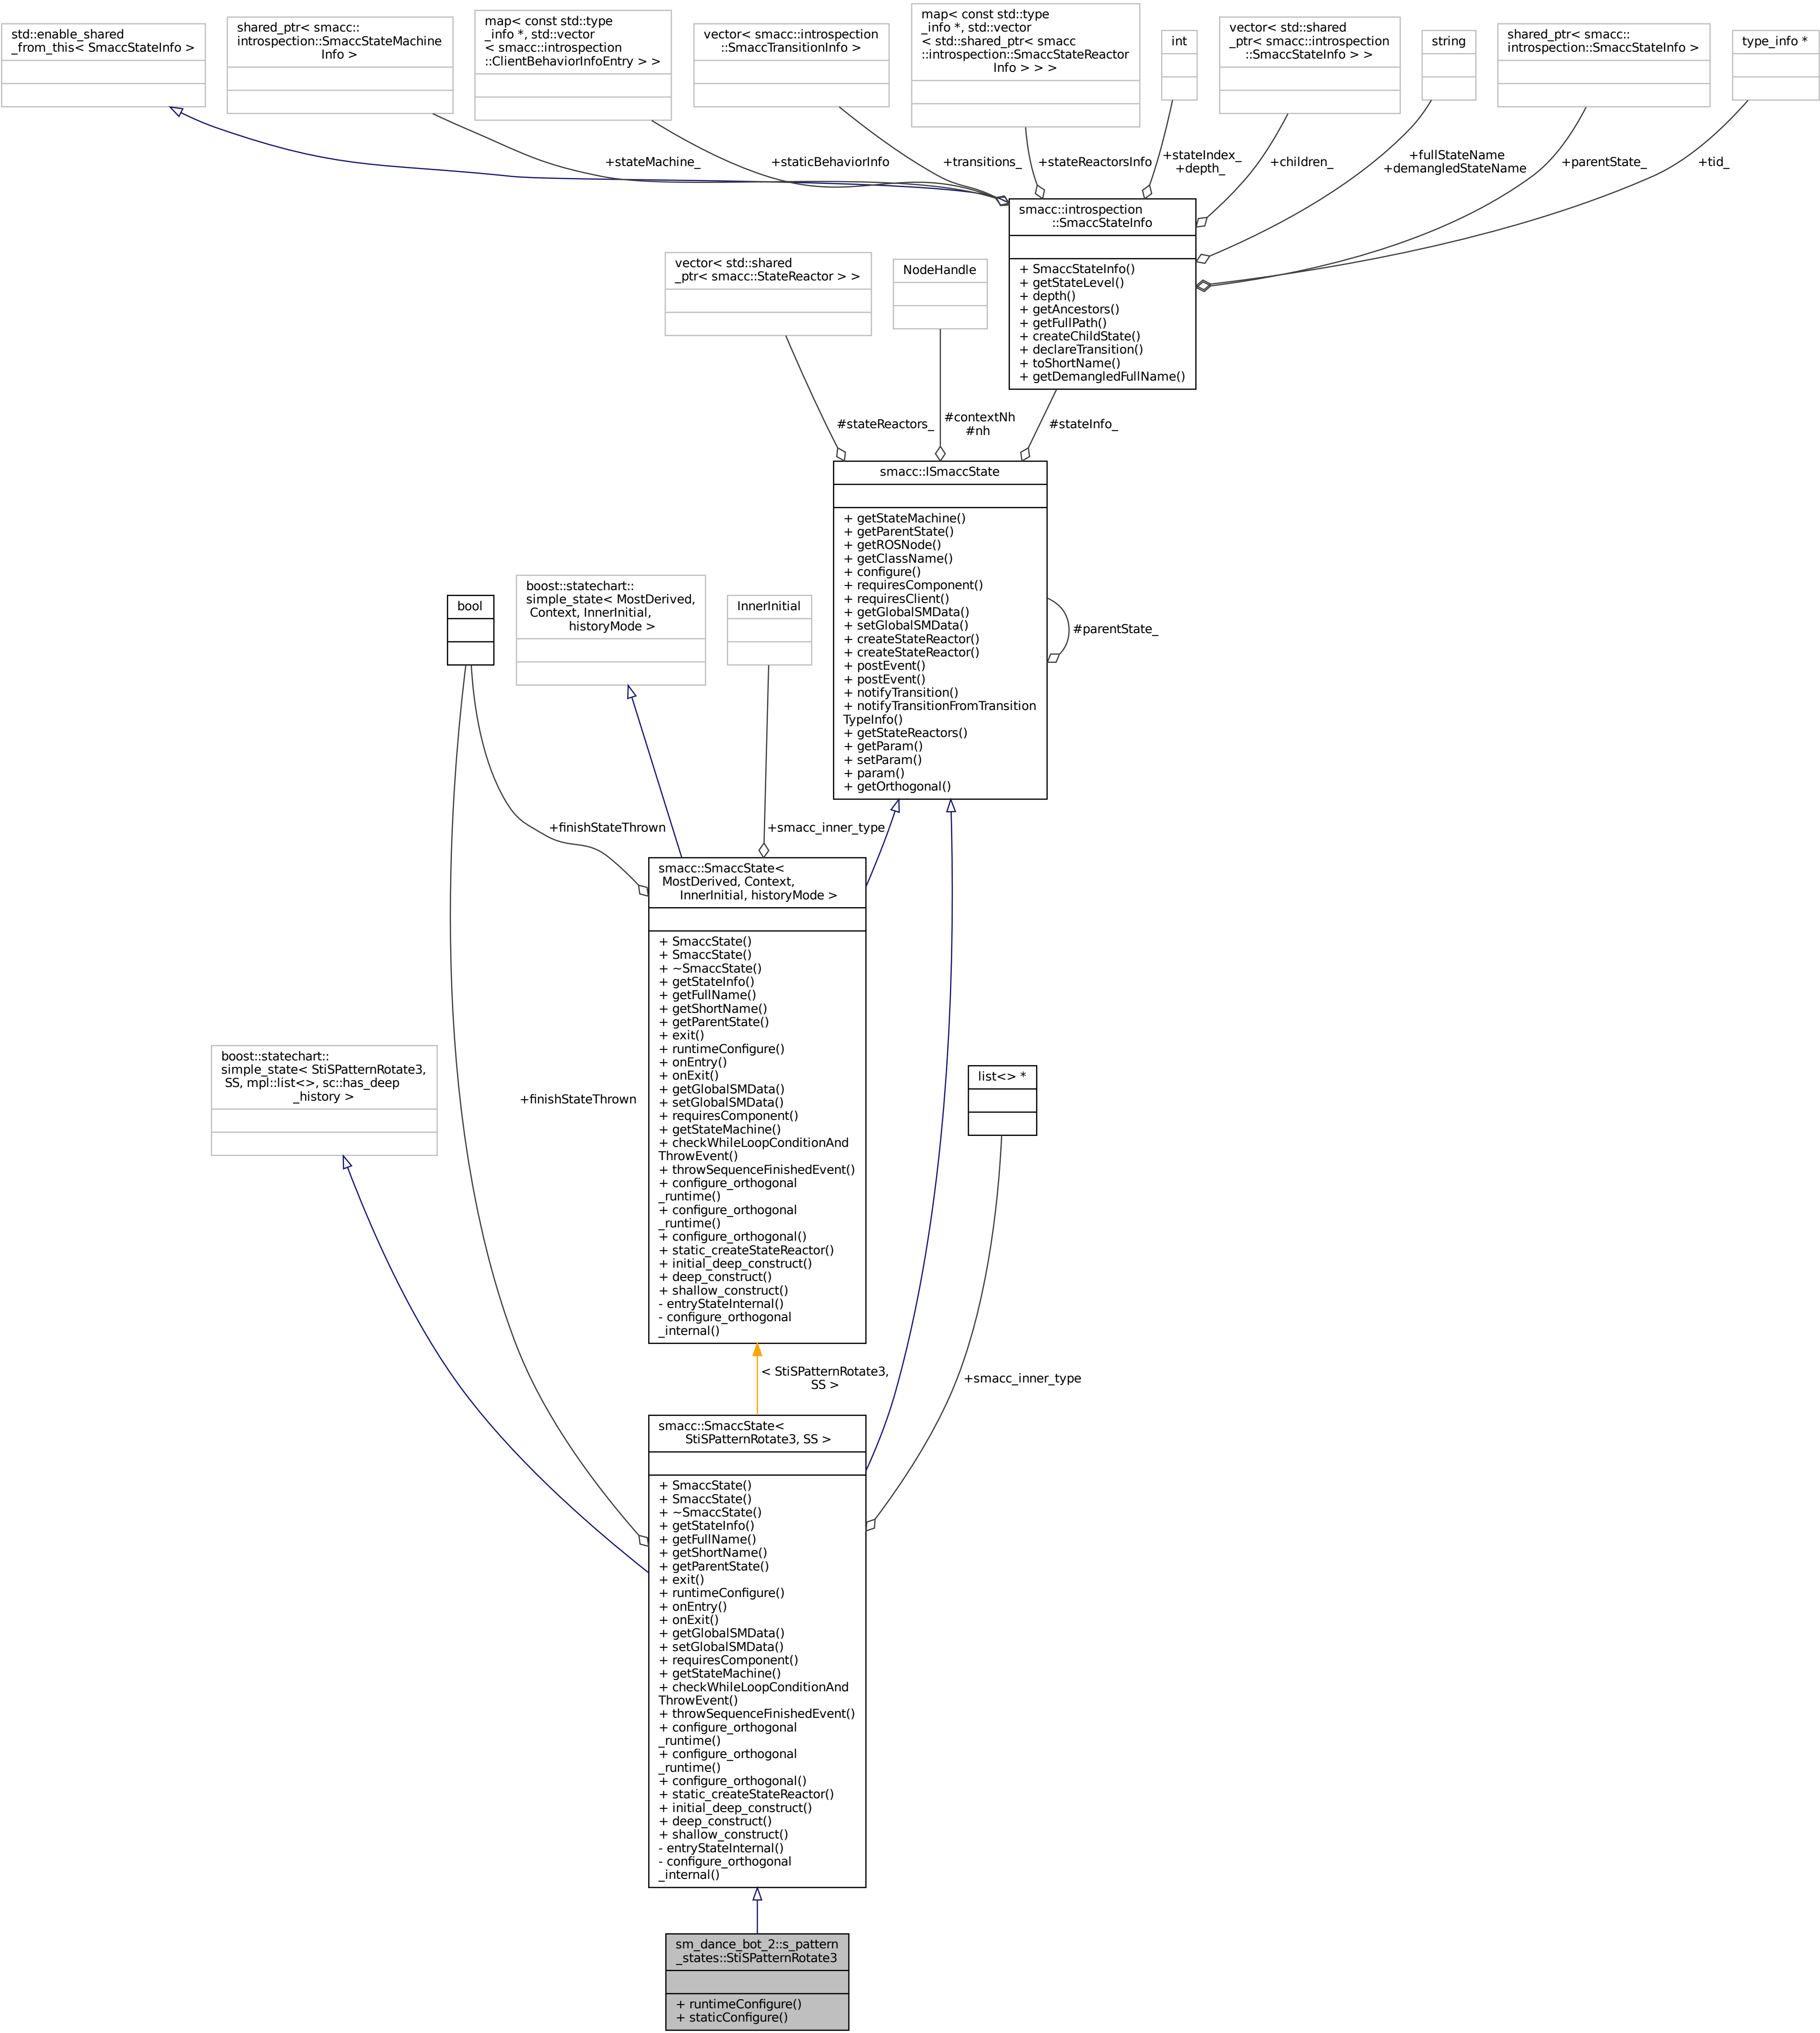 std::enable_shared
_from_this< SmaccStateInfo >
shared_ptr< smacc::
introspection::SmaccStateMachine
Info >
map< const std::type
_info *, std::vector
< smacc::introspection
::ClientBehaviorInfoEntry > >
vector< smacc::introspection
::SmaccTransitionInfo >
map< const std::type
_info *, std::vector
< std::shared_ptr< smacc
::introspection::SmaccStateReactor
Info > > >
int
vector< std::shared
_ptr< smacc::introspection
::SmaccStateInfo > >
string
shared_ptr< smacc::
introspection::SmaccStateInfo >
type_info *
+stateMachine_
+staticBehaviorInfo
+transitions_
+stateReactorsInfo
+stateIndex_
+depth_
+children_
+fullStateName
+demangledStateName
+parentState_
+tid_
smacc::introspection
::SmaccStateInfo
+ SmaccStateInfo()
+ getStateLevel()
+ depth()
+ getAncestors()
+ getFullPath()
+ createChildState()
+ declareTransition()
+ toShortName()
+ getDemangledFullName()
vector< std::shared
_ptr< smacc::StateReactor > >
NodeHandle
#stateReactors_
#contextNh
#nh
#stateInfo_
smacc::ISmaccState
+ getStateMachine()
+ getParentState()
+ getROSNode()
+ getClassName()
+ configure()
+ requiresComponent()
+ requiresClient()
+ getGlobalSMData()
+ setGlobalSMData()
+ createStateReactor()
+ createStateReactor()
+ postEvent()
+ postEvent()
+ notifyTransition()
+ notifyTransitionFromTransition
TypeInfo()
+ getStateReactors()
+ getParam()
+ setParam()
+ param()
+ getOrthogonal()
#parentState_
bool
boost::statechart::
simple_state< MostDerived,
Context, InnerInitial,
historyMode >
InnerInitial
+finishStateThrown
+smacc_inner_type
smacc::SmaccState<
MostDerived, Context,
InnerInitial, historyMode >
+ SmaccState()
+ SmaccState()
+ ~SmaccState()
+ getStateInfo()
+ getFullName()
+ getShortName()
+ getParentState()
+ exit()
+ runtimeConfigure()
+ onEntry()
+ onExit()
+ getGlobalSMData()
+ setGlobalSMData()
+ requiresComponent()
+ getStateMachine()
+ checkWhileLoopConditionAnd
ThrowEvent()
+ throwSequenceFinishedEvent()
+ configure_orthogonal
_runtime()
+ configure_orthogonal
_runtime()
+ configure_orthogonal()
+ static_createStateReactor()
+ initial_deep_construct()
+ deep_construct()
+ shallow_construct()
- entryStateInternal()
- configure_orthogonal
_internal()
boost::statechart::
simple_state< StiSPatternRotate3,
SS, mpl::list<>, sc::has_deep
_history >
+finishStateThrown
list<> *
< StiSPatternRotate3,
SS >
+smacc_inner_type
smacc::SmaccState<
StiSPatternRotate3, SS >
+ SmaccState()
+ SmaccState()
+ ~SmaccState()
+ getStateInfo()
+ getFullName()
+ getShortName()
+ getParentState()
+ exit()
+ runtimeConfigure()
+ onEntry()
+ onExit()
+ getGlobalSMData()
+ setGlobalSMData()
+ requiresComponent()
+ getStateMachine()
+ checkWhileLoopConditionAnd
ThrowEvent()
+ throwSequenceFinishedEvent()
+ configure_orthogonal
_runtime()
+ configure_orthogonal
_runtime()
+ configure_orthogonal()
+ static_createStateReactor()
+ initial_deep_construct()
+ deep_construct()
+ shallow_construct()
- entryStateInternal()
- configure_orthogonal
_internal()
sm_dance_bot_2::s_pattern
_states::StiSPatternRotate3
+ runtimeConfigure()
+ staticConfigure()